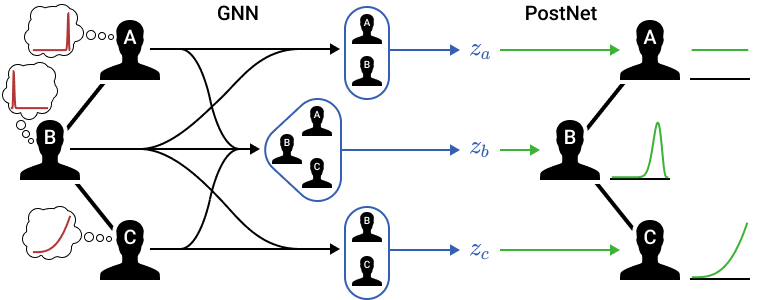 GNN PostNet
A A A
B z_a
B A B
B C z_b
C B C
C z_c